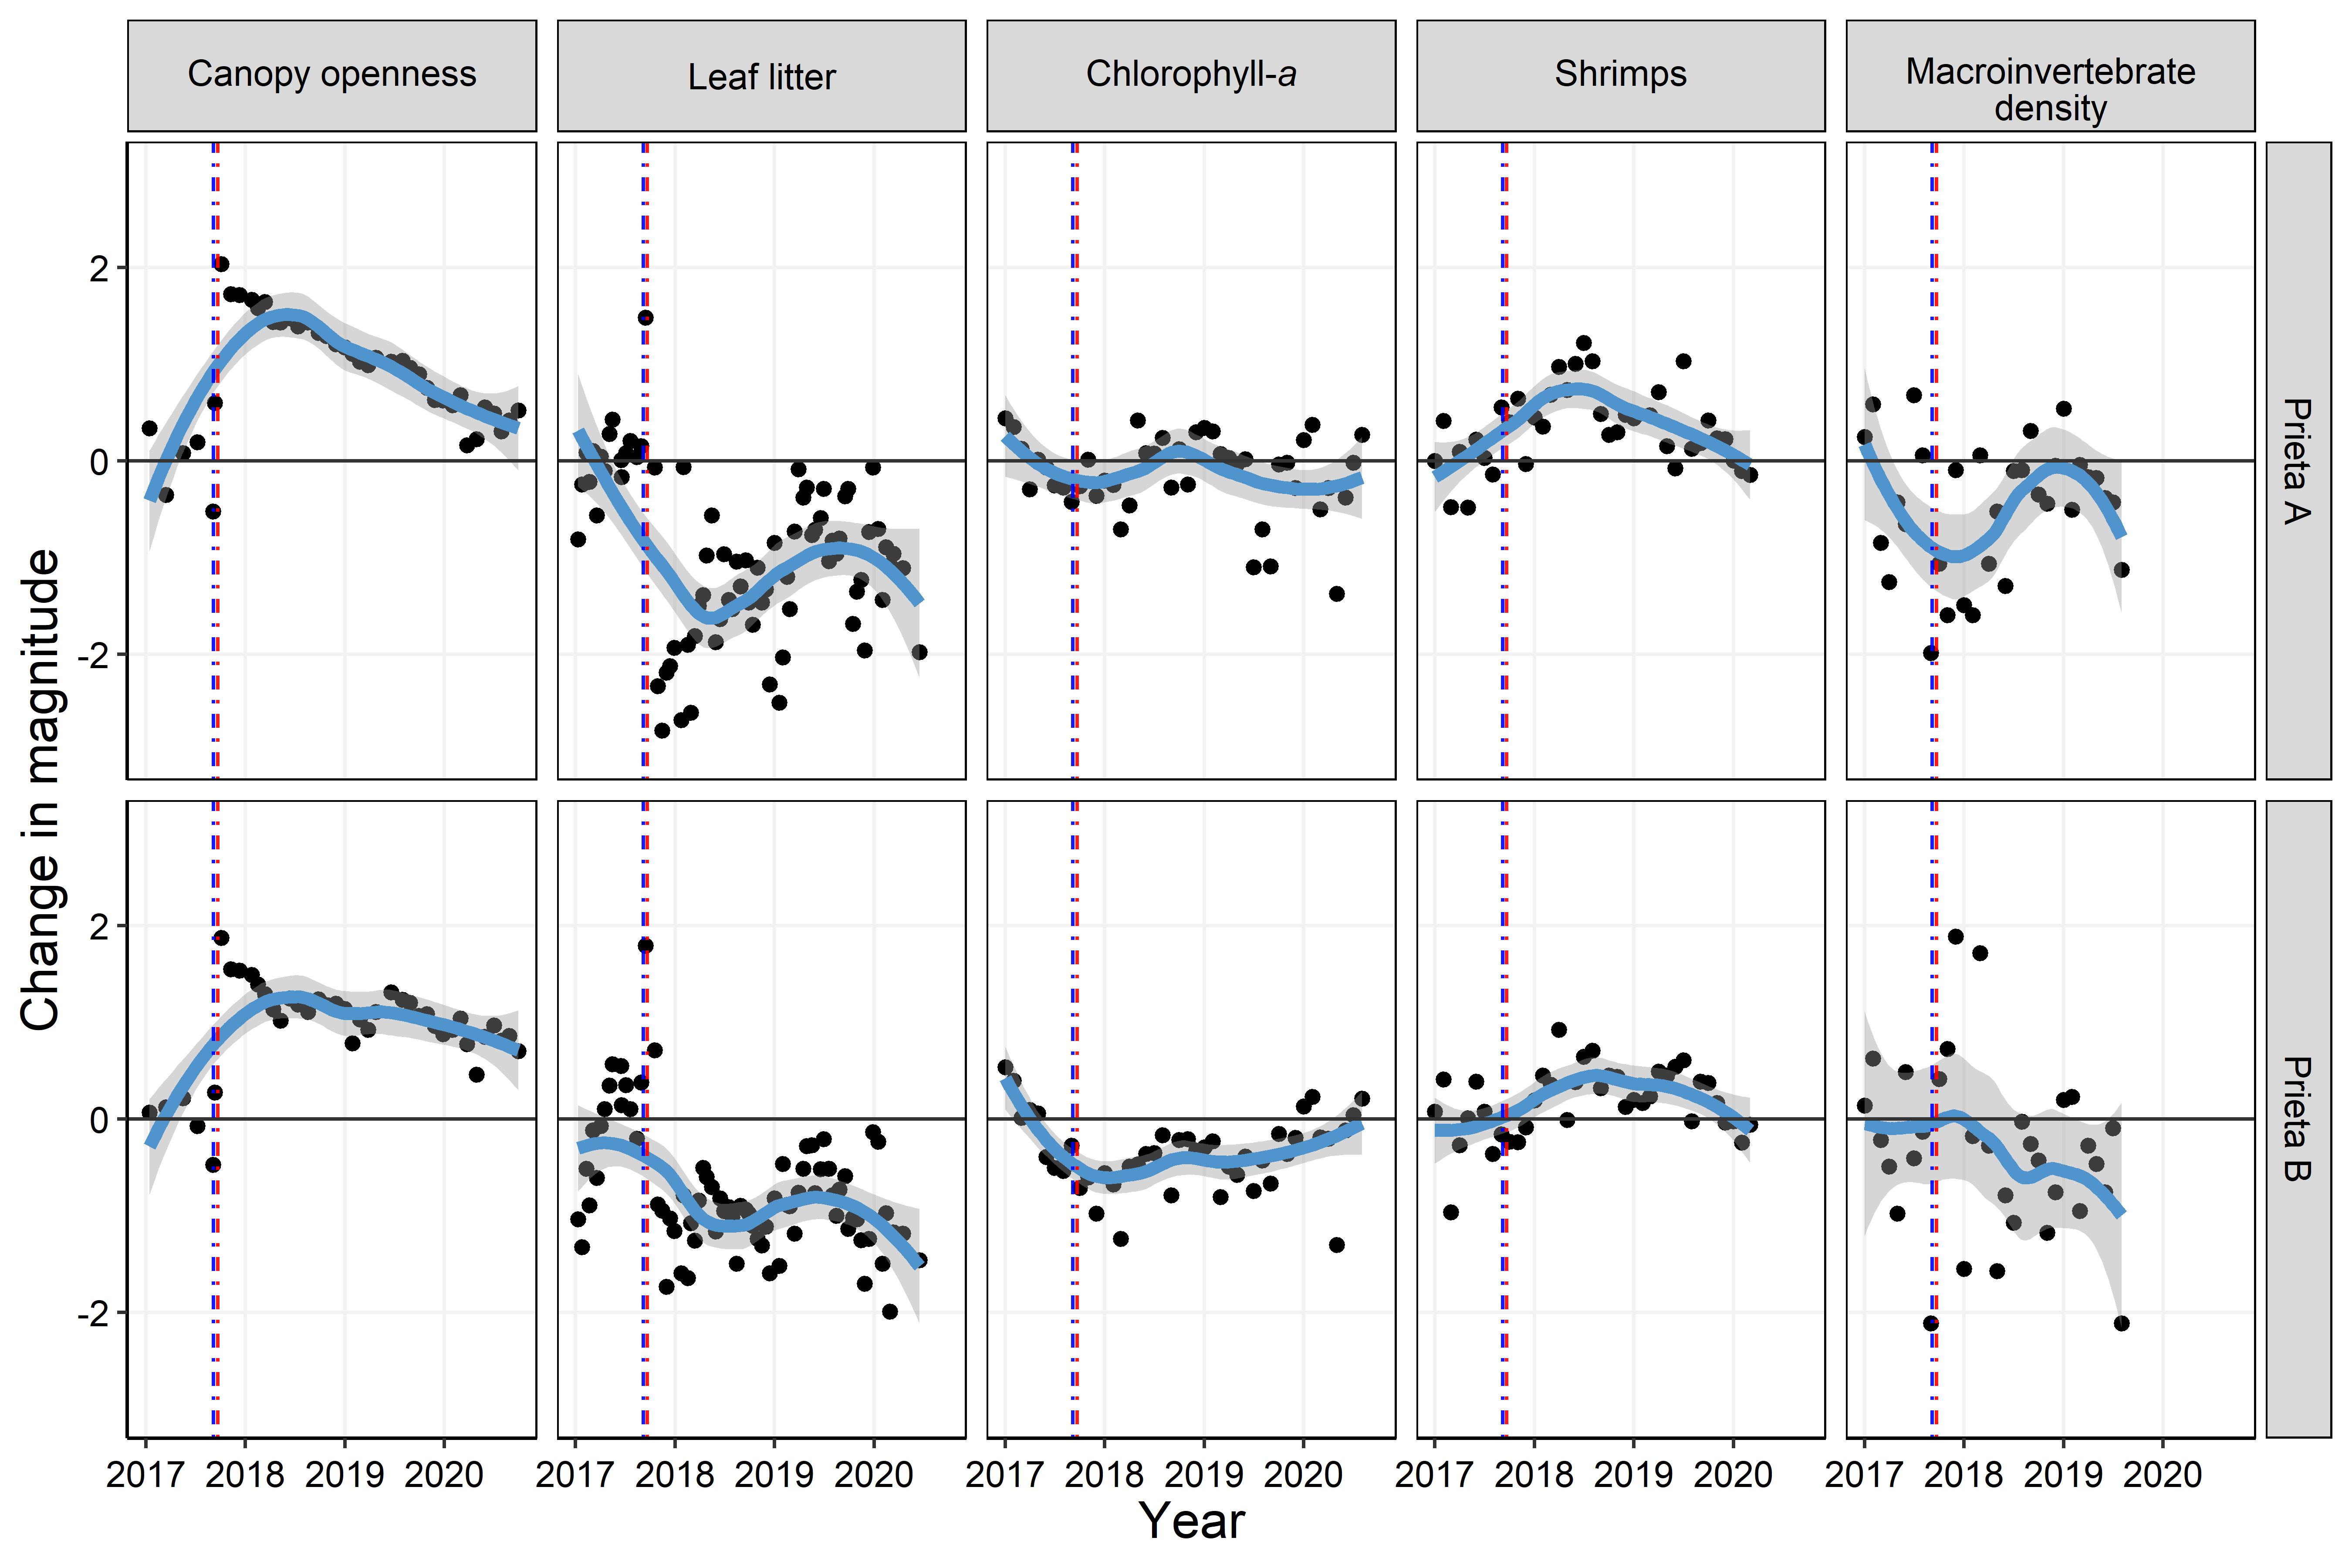 Canopy openness
Leaf litter
Chlorophyll-a
Shrimps
Macroinvertebrate
density
Change in magnitude
2
0
-2
Prieta A
2
0
-2
Prieta B
2017 2018 2019 2020
2017 2018 2019 2020
2017 2018 2019 2020
2017 2018 2019 2020
2017 2018 2019 2020
Year